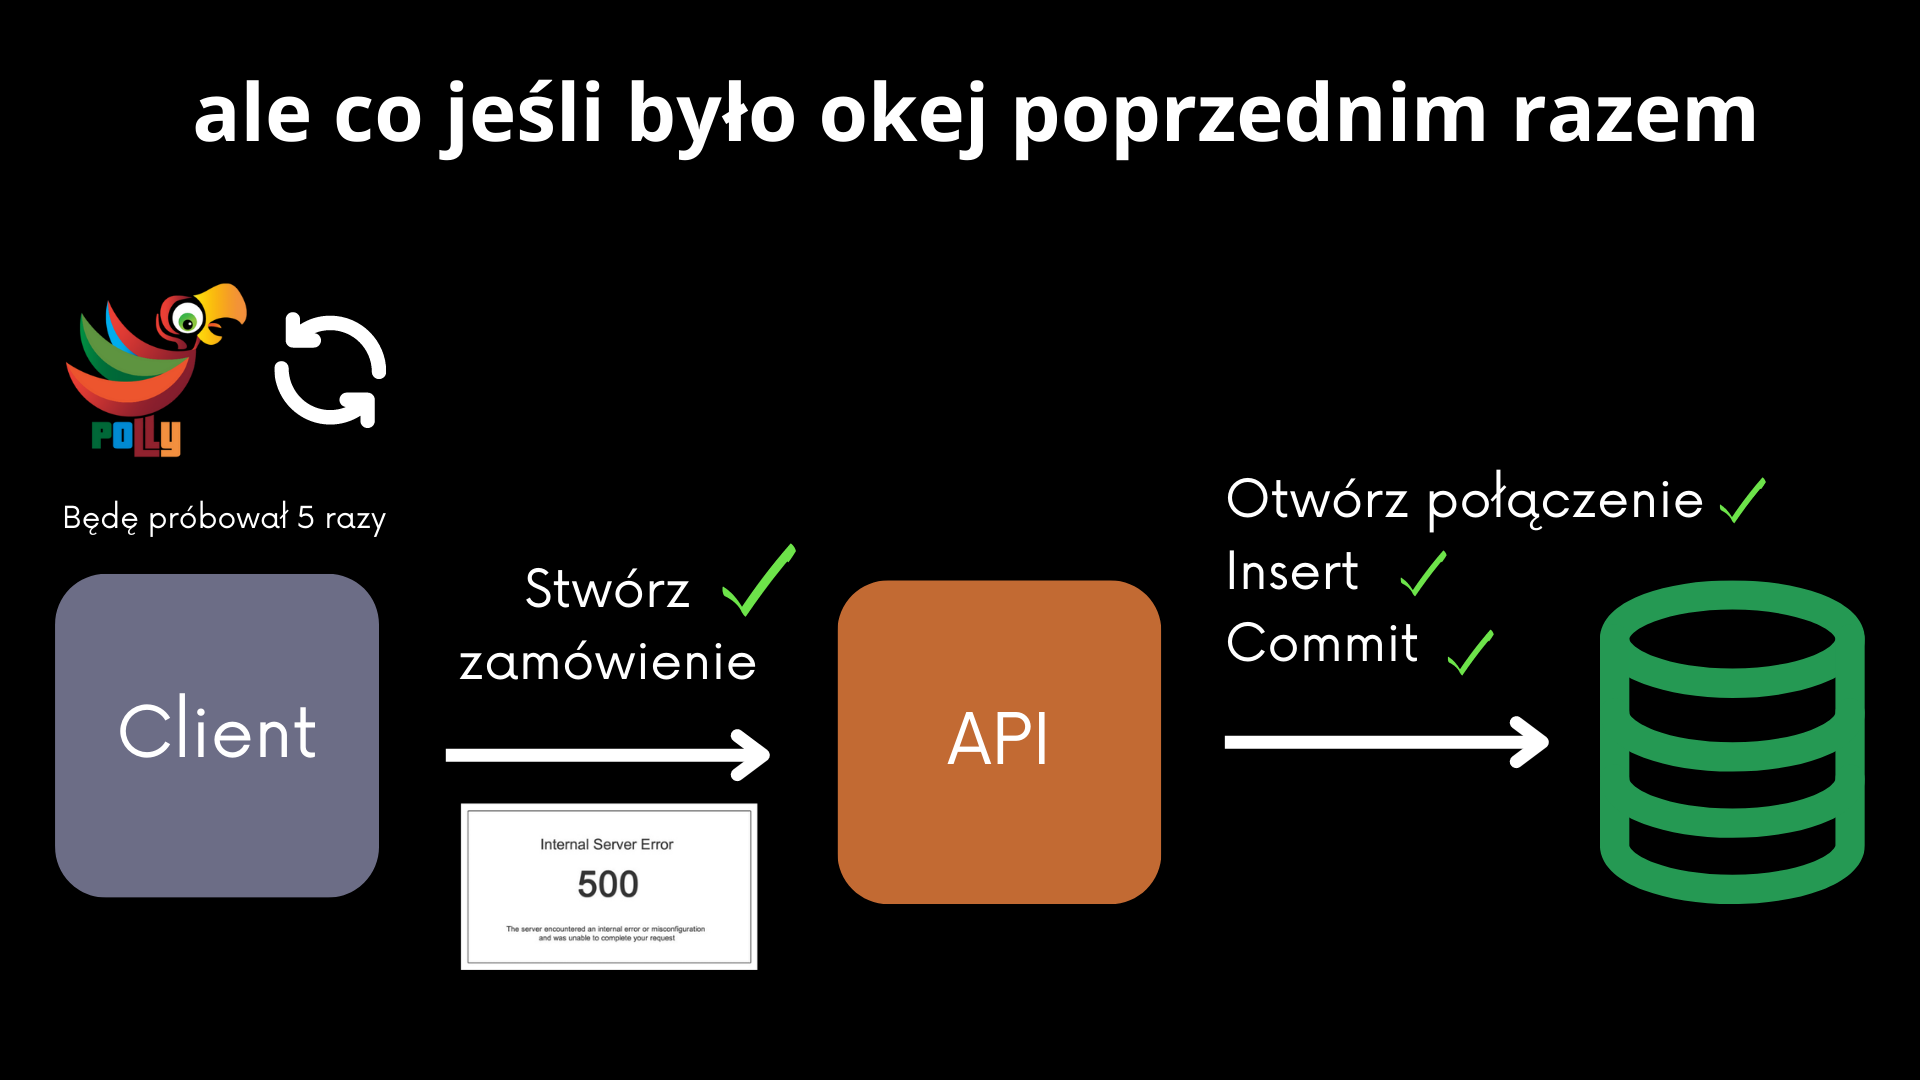 ale co jeśli było okej poprzednim razem
POLLY
Będę próbował 5 razy
Client
Stwórz
zamówienie
Internal Server Error
500
The server encountered an internal error or misconfiguration
and was unable to complete your request
API
Otwórz połączenie
Insert
Commit